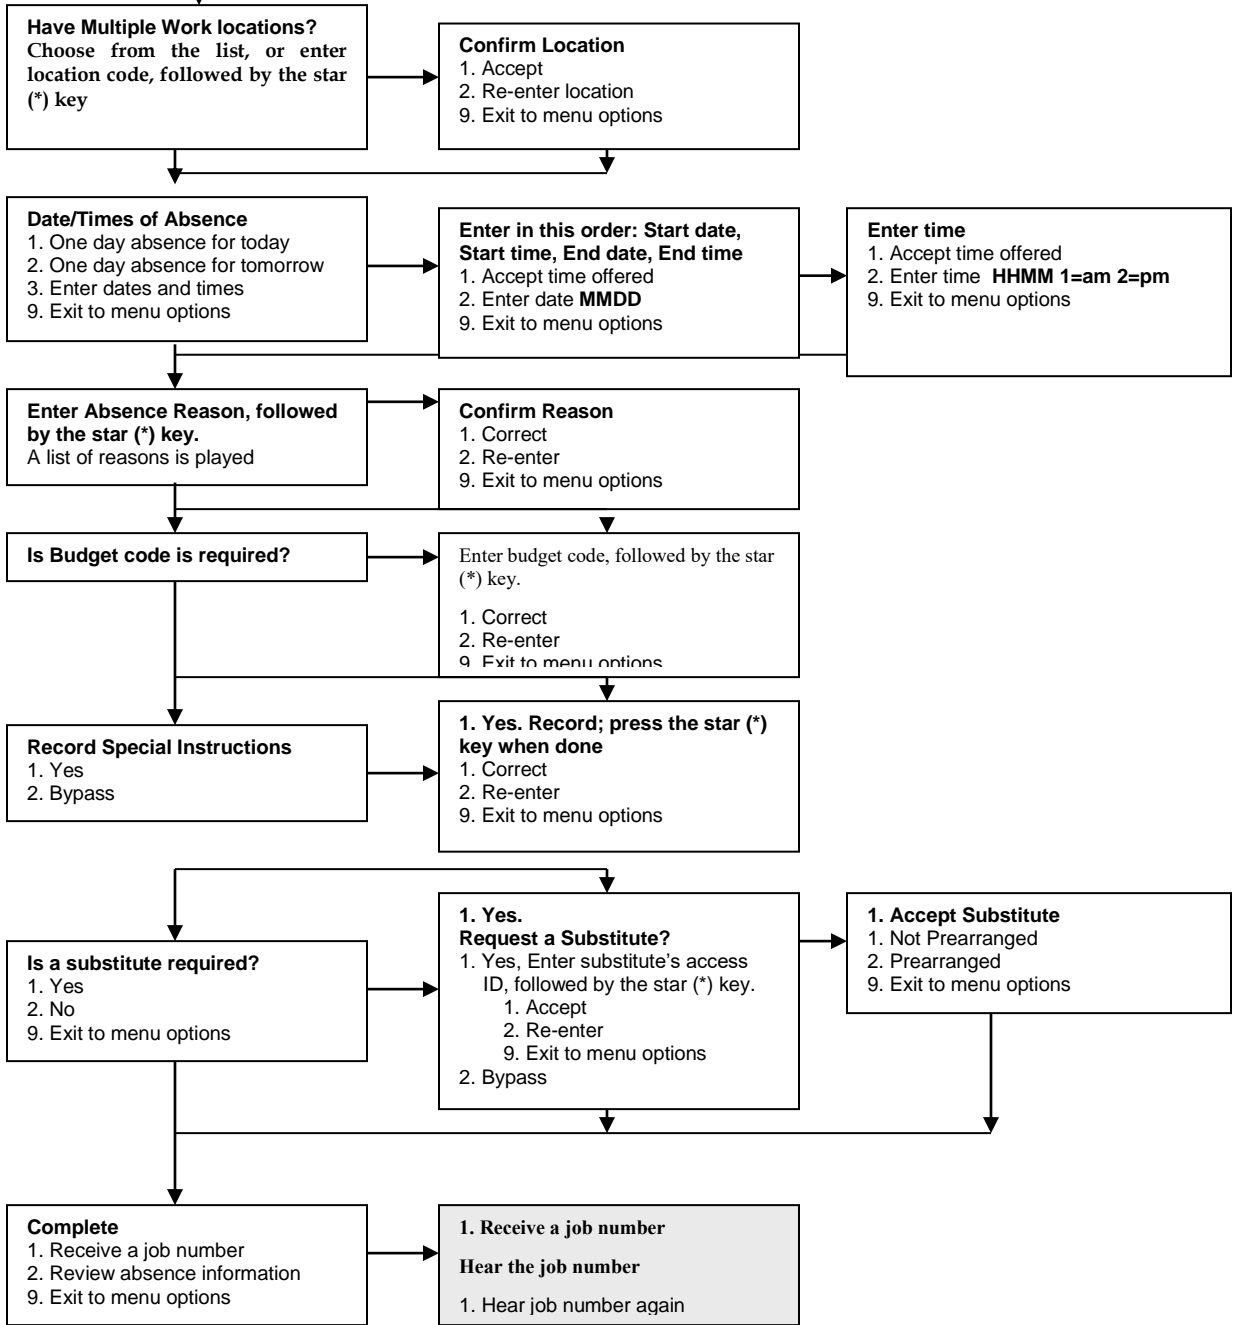 Have Multiple Work locations?
Choose from the list, or enter
location code, followed by the star
(*) key
Confirm Location
1. Accept
2. Re-enter location
9. Exit to menu options
Date/Times of Absence
1. One day absence for today
2. One day absence for tomorrow
3. Enter dates and times
9. Exit to menu options
Enter in this order: Start date,
Start time, End date, End time
1. Accept time offered
2. Enter date MMDD
9. Exit to menu options
Enter time
1. Accept time offered
2. Enter time HHMM 1=am 2=pm
9. Exit to menu options
Enter Absence Reason, followed
by the star (*) key.
A list of reasons is played
Confirm Reason
1. Correct
2. Re-enter
9. Exit to menu options
Is Budget code is required?
Enter budget code, followed by the star
(*) key.
1. Correct
2. Re-enter
9. Exit to menu options
Record Special Instructions
1. Yes
2. Bypass
1. Yes. Record; press the star (*)
key when done
1. Correct
2. Re-enter
9. Exit to menu options
Is a substitute required?
1. Yes
2. No
9. Exit to menu options
1. Yes.
Request a Substitute?
1. Yes, Enter substitute's access
ID, followed by the star (*) key.
1. Accept
2. Re-enter
9. Exit to menu options
2. Bypass
1. Accept Substitute
1. Not Prearranged
2. Prearranged
9. Exit to menu options
Complete
1. Receive a job number
2. Review absence information
9. Exit to menu options
1. Receive a job number
Hear the job number
1. Hear job number again